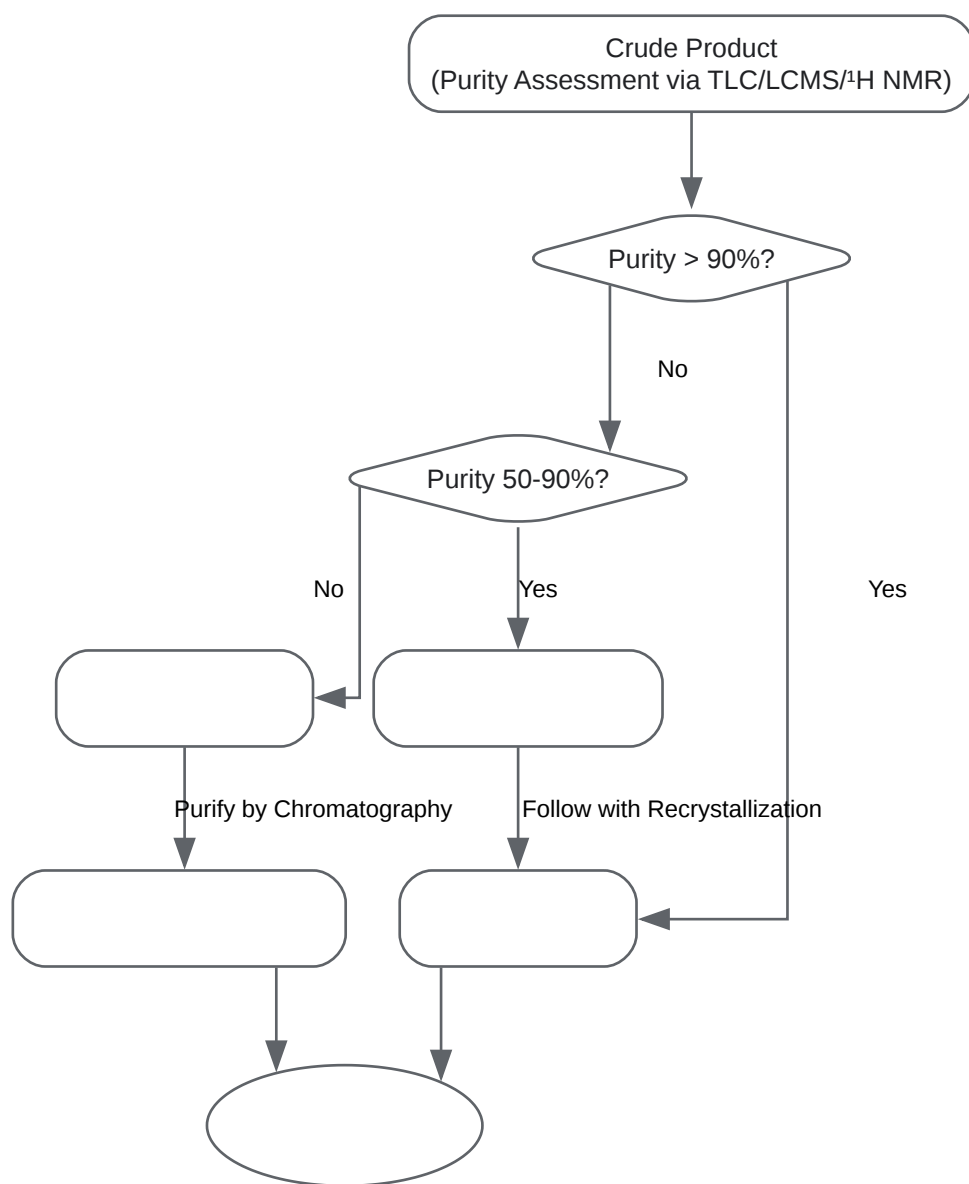 Crude Product
(Purity Assessment via TLC/LCMS/¹H NMR)
Purity > 90%?
No
Purity 50-90%?
No
Yes
Yes
Purify by Chromatography
Follow with Recrystallization